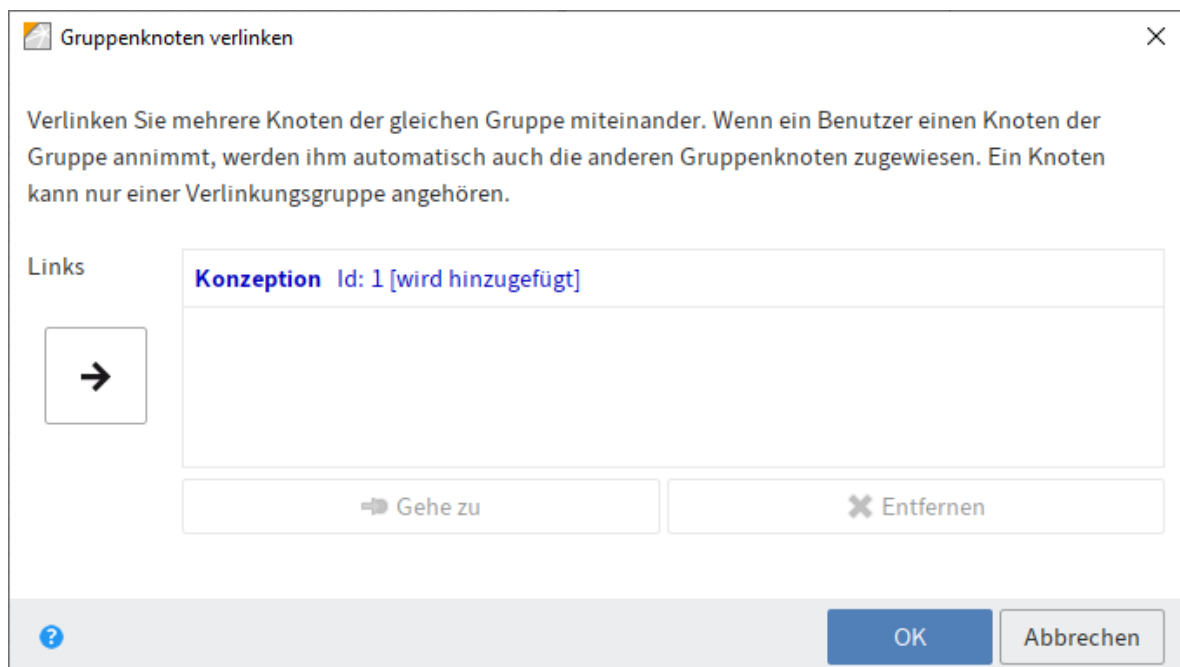 Gruppenknoten verlinken
Verlinken Sie mehrere Knoten der gleichen Gruppe miteinander. Wenn ein Benutzer einen Knoten der
Gruppe annimmt, werden ihm automatisch auch die anderen Gruppenknoten zugewiesen. Ein Knoten
kann nur einer Verlinkungsgruppe angehören.
Links
Konzeption Id: 1 [wird hinzugefügt]
Gehe zu Entfernen
? OK Abbrechen